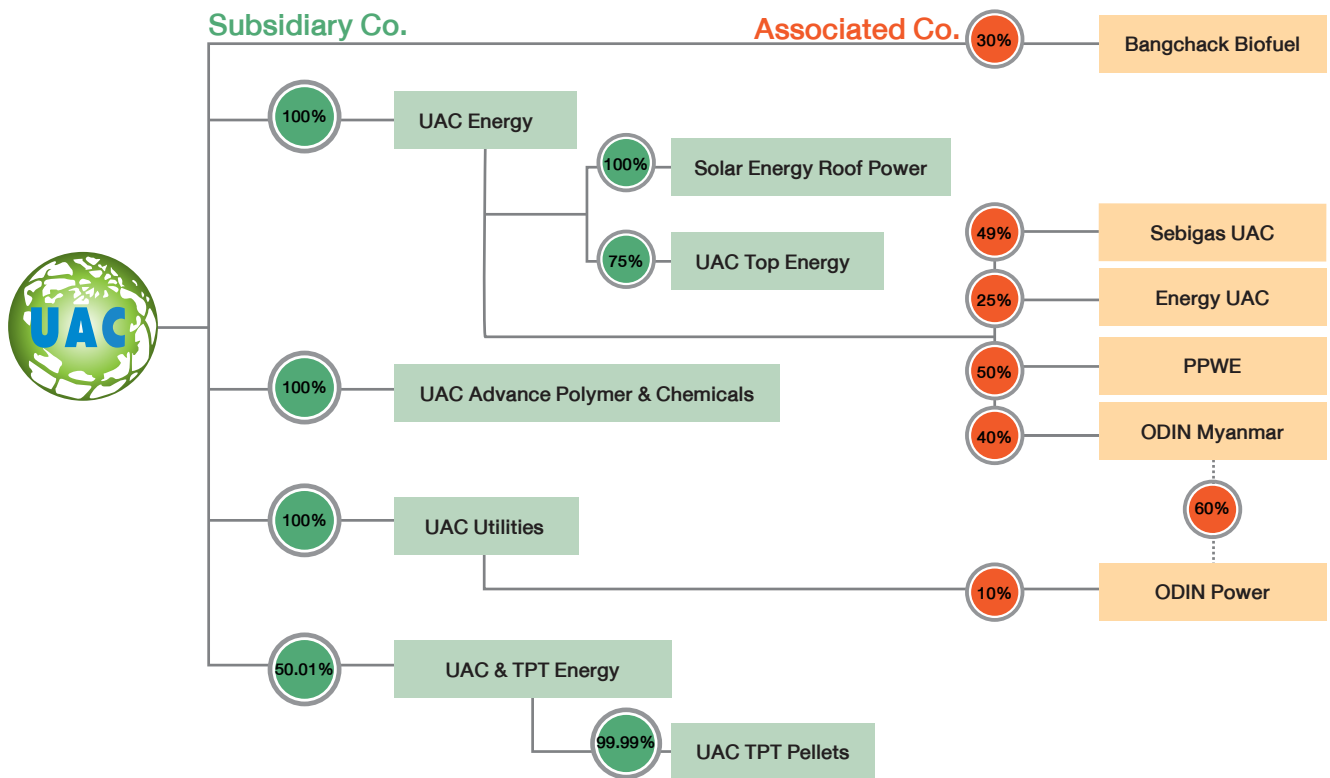 Subsidiary Co.
Associated Co.
30%
Bangchack Biofuel
100%
UAC Energy
100%
Solar Energy Roof Power
75%
UAC Top Energy
49%
Sebigas UAC
25%
Energy UAC
UAC
50%
PPWE
100%
UAC Advance Polymer & Chemicals
40%
ODIN Myanmar
60%
100%
UAC Utilities
10%
ODIN Power
50.01%
UAC & TPT Energy
99.99%
UAC TPT Pellets